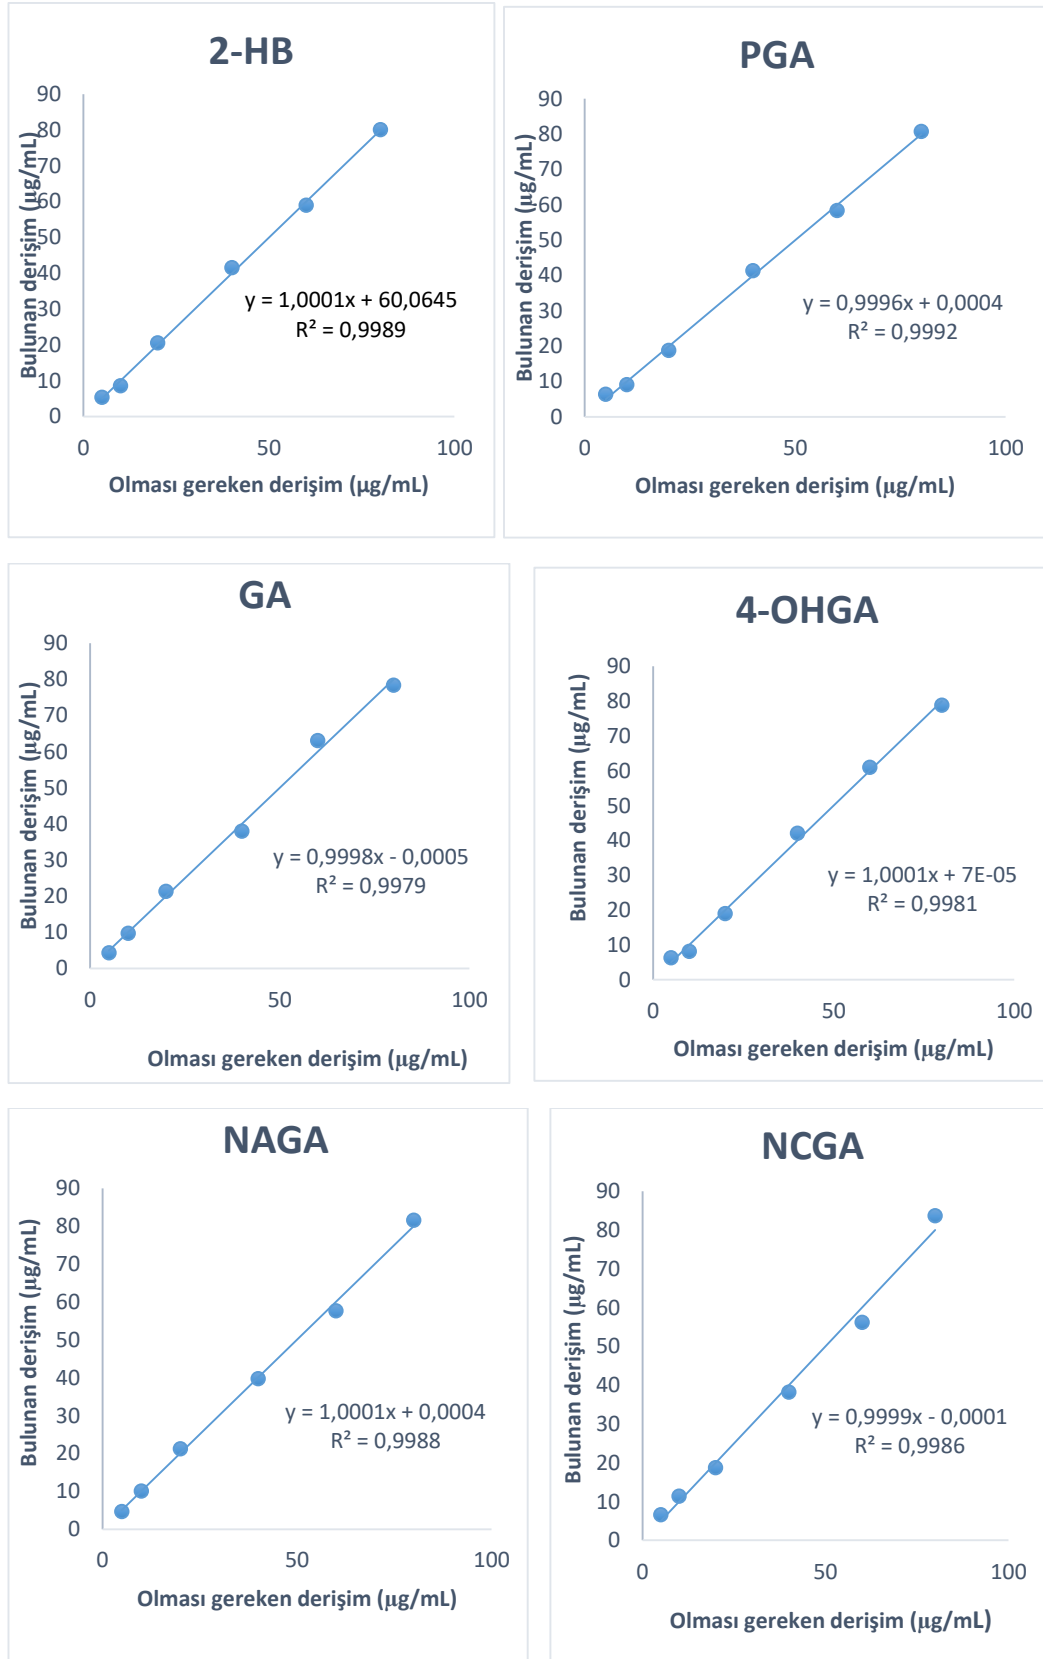 2-HB
90
80
70
60
50
40
30
20
10
0
0
50
100
Bulunan derişim (µg/mL)
y = 1,0001x + 60,0645
R² = 0,9989
Olması gereken derişim (µg/mL)
PGA
90
80
70
60
50
40
30
20
10
0
0
50
100
Bulunan derişim (µg/mL)
y = 0,9996x + 0,0004
R² = 0,9992
Olması gereken derişim (µg/mL)
GA
90
80
70
60
50
40
30
20
10
0
0
50
100
Bulunan derişim (µg/mL)
y = 0,9998x - 0,0005
R² = 0,9979
Olması gereken derişim (µg/mL)
4-OHGA
90
80
70
60
50
40
30
20
10
0
0
50
100
Bulunan derişim (µg/mL)
y = 1,0001x + 7E-05
R² = 0,9981
Olması gereken derişim (µg/mL)
NAGA
90
80
70
60
50
40
30
20
10
0
0
50
100
Bulunan derişim (µg/mL)
y = 1,0001x + 0,0004
R² = 0,9988
Olması gereken derişim (µg/mL)
NCGA
90
80
70
60
50
40
30
20
10
0
0
50
100
Bulunan derişim (µg/mL)
y = 0,9999x - 0,0001
R² = 0,9986
Olması gereken derişim (µg/mL)